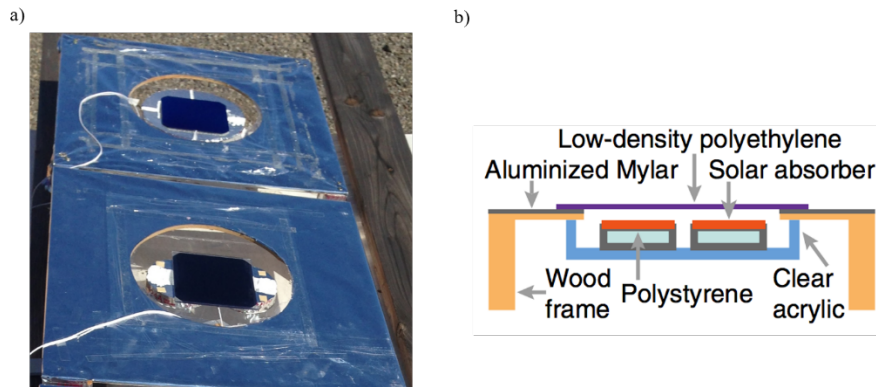 a)
b)
Low-density polyethylene
Aluminized Mylar Solar absorber
Wood frame
Polystyrene
Clear acrylic